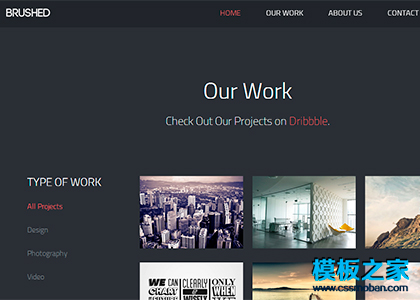 BRUSHED
HOME OUR WORK ABOUT US CONTACT
Our Work
Check Out Our Projects on Dribbble.
TYPE OF WORK
All Projects
Design
Photography
Video
WE CAN CLEARLY ONLY WHEN
模板之家
www.cssmoban.com